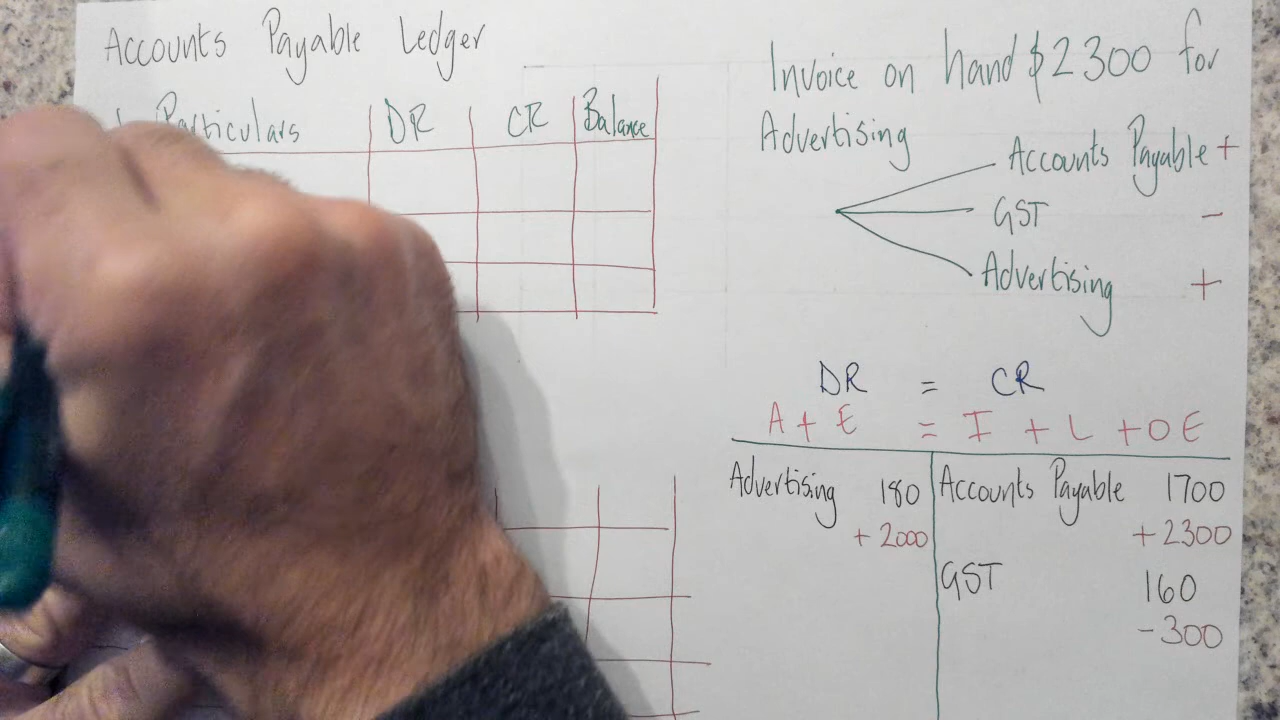 Accounts Payable Ledger
Particulars DR CR Balance
Invoice on hand $2300 for
Advertising
Accounts Payable +
GST -
Advertising +
DR = CR
A + E = I + L + OE
Advertising 180 Accounts Payable 1700
+ 2000 + 2300
GST 160
- 300